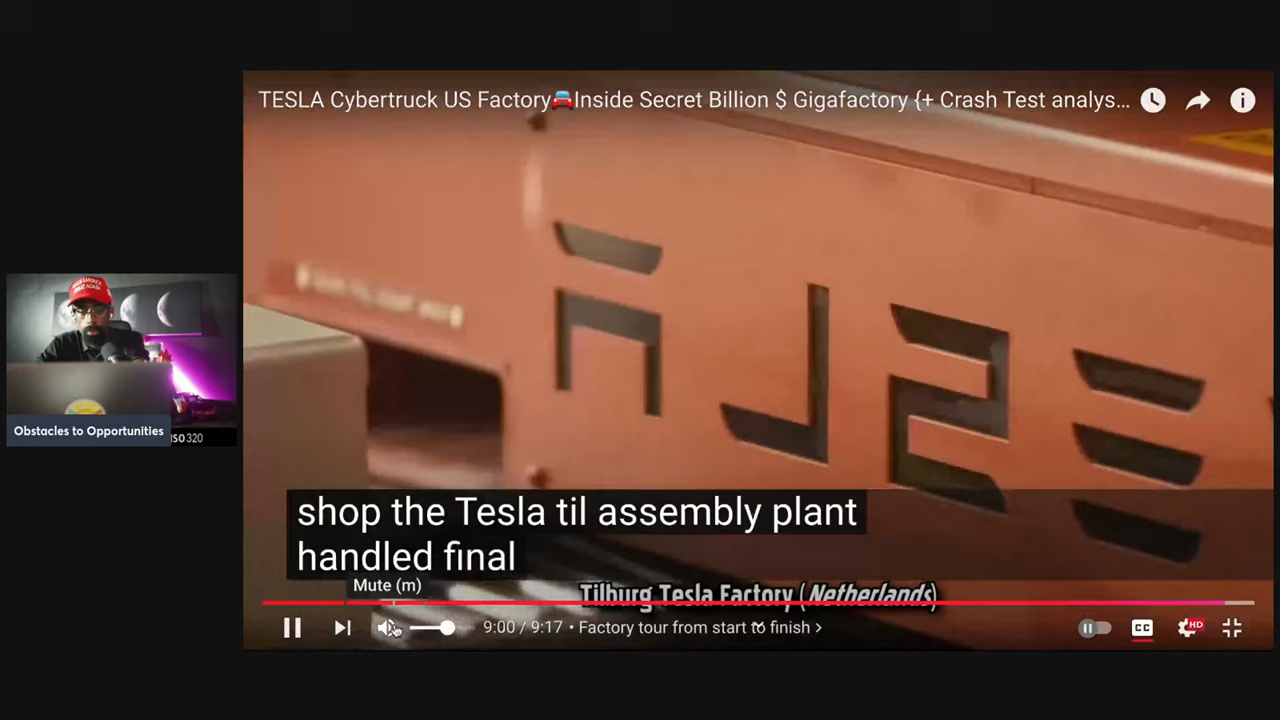 TESLA Cybertruck US Factory🚘Inside Secret Billion $ Gigafactory {+ Crash Test analys...
Obstacles to Opportunities
ISO 320
shop the Tesla til assembly plant
handled final
Mute (m)
Tilburg Tesla Factory (Netherlands)
9:00 / 9:17 • Factory tour from start to finish >
CC
HD